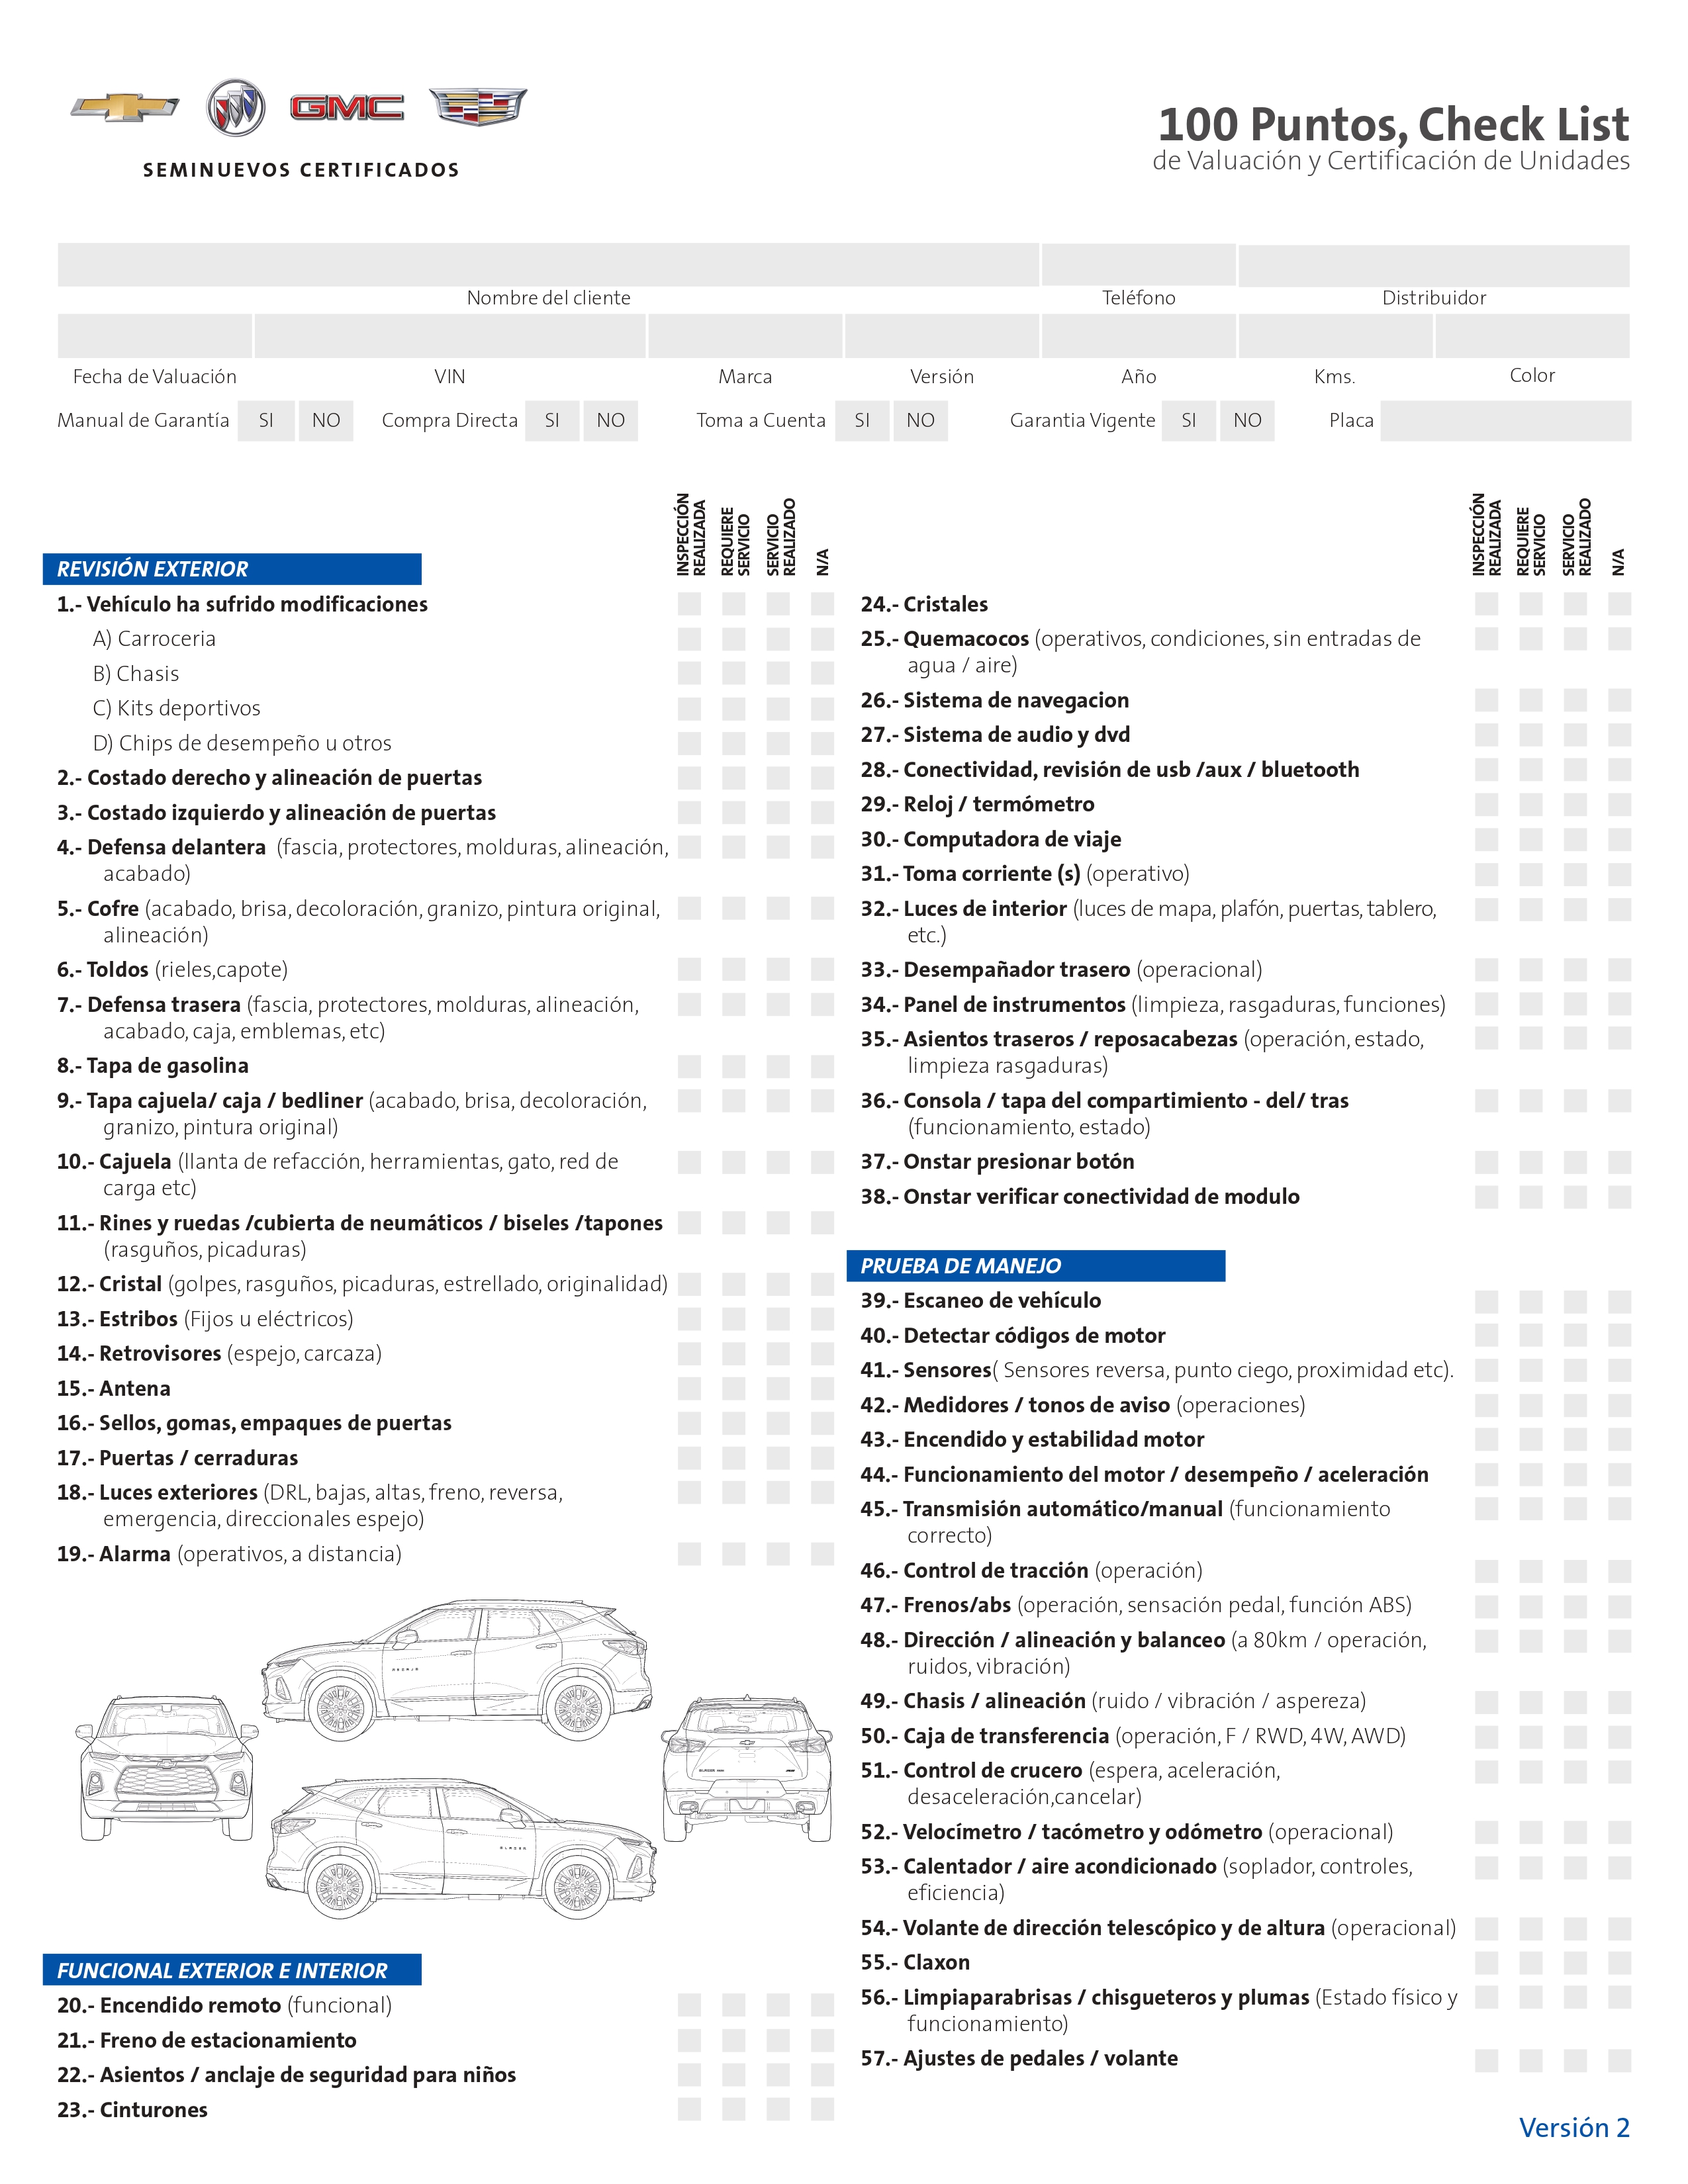 GMC
SEMINUEVOS CERTIFICADOS
100 Puntos, Check List
de Valuación y Certificación de Unidades
Nombre del cliente
Teléfono
Distribuidor
Fecha de Valuación
VIN
Marca
Versión
Año
Kms.
Color
Manual de Garantía SI NO
Compra Directa SI NO
Toma a Cuenta SI NO
Garantia Vigente SI NO
Placa
INSPECCIÓN
REALIZADA
REQUIERE
SERVICIO
SERVICIO
REALIZADO
N/A
REVISIÓN EXTERIOR
1.- Vehículo ha sufrido modificaciones
A) Carroceria
B) Chasis
C) Kits deportivos
D) Chips de desempeño u otros
2.- Costado derecho y alineación de puertas
3.- Costado izquierdo y alineación de puertas
4.- Defensa delantera (fascia, protectores, molduras, alineación,
acabado)
5.- Cofre (acabado, brisa, decoloración, granizo, pintura original,
alineación)
6.- Toldos (rieles,capote)
7.- Defensa trasera (fascia, protectores, molduras, alineación,
acabado, caja, emblemas, etc)
8.- Tapa de gasolina
9.- Tapa cajuela/ caja / bedliner (acabado, brisa, decoloración,
granizo, pintura original)
10.- Cajuela (llanta de refacción, herramientas, gato, red de
carga etc)
11.- Rines y ruedas /cubierta de neumáticos / biseles /tapones
(rasguños, picaduras)
12.- Cristal (golpes, rasguños, picaduras, estrellado, originalidad)
13.- Estribos (Fijos u eléctricos)
14.- Retrovisores (espejo, carcaza)
15.- Antena
16.- Sellos, gomas, empaques de puertas
17.- Puertas / cerraduras
18.- Luces exteriores (DRL, bajas, altas, freno, reversa,
emergencia, direccionales espejo)
19.- Alarma (operativos, a distancia)
FUNCIONAL EXTERIOR E INTERIOR
20.- Encendido remoto (funcional)
21.- Freno de estacionamiento
22.- Asientos / anclaje de seguridad para niños
23.- Cinturones
INSPECCIÓN
REALIZADA
REQUIERE
SERVICIO
SERVICIO
REALIZADO
N/A
24.- Cristales
25.- Quemacocos (operativos, condiciones, sin entradas de
agua / aire)
26.- Sistema de navegacion
27.- Sistema de audio y dvd
28.- Conectividad, revisión de usb /aux / bluetooth
29.- Reloj / termómetro
30.- Computadora de viaje
31.- Toma corriente (s) (operativo)
32.- Luces de interior (luces de mapa, plafón, puertas, tablero,
etc.)
33.- Desempañador trasero (operacional)
34.- Panel de instrumentos (limpieza, rasgaduras, funciones)
35.- Asientos traseros / reposacabezas (operación, estado,
limpieza rasgaduras)
36.- Consola / tapa del compartimiento - del/ tras
(funcionamiento, estado)
37.- Onstar presionar botón
38.- Onstar verificar conectividad de modulo
PRUEBA DE MANEJO
39.- Escaneo de vehículo
40.- Detectar códigos de motor
41.- Sensores( Sensores reversa, punto ciego, proximidad etc).
42.- Medidores / tonos de aviso (operaciones)
43.- Encendido y estabilidad motor
44.- Funcionamiento del motor / desempeño / aceleración
45.- Transmisión automático/manual (funcionamiento
correcto)
46.- Control de tracción (operación)
47.- Frenos/abs (operación, sensación pedal, función ABS)
48.- Dirección / alineación y balanceo (a 80km / operación,
ruidos, vibración)
49.- Chasis / alineación (ruido / vibración / aspereza)
50.- Caja de transferencia (operación, F / RWD, 4W, AWD)
51.- Control de crucero (espera, aceleración,
desaceleración,cancelar)
52.- Velocímetro / tacómetro y odómetro (operacional)
53.- Calentador / aire acondicionado (soplador, controles,
eficiencia)
54.- Volante de dirección telescópico y de altura (operacional)
55.- Claxon
56.- Limpiaparabrisas / chisgueteros y plumas (Estado físico y
funcionamiento)
57.- Ajustes de pedales / volante
Versión 2